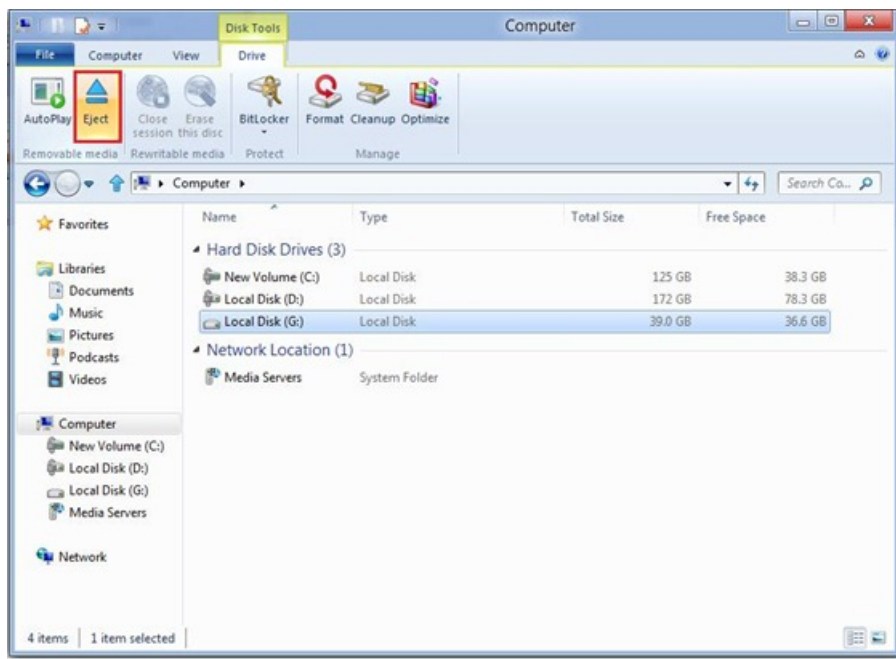 Disk Tools
Computer
File Computer View Drive
AutoPlay Eject Close session Erase this disc BitLocker Format Cleanup Optimize
Removable media Rewritable media Protect Manage
Computer
Search Co...
Name Type Total Size Free Space
Favorites
Hard Disk Drives (3)
Libraries
New Volume (C:) Local Disk 125 GB 38.3 GB
Documents
Local Disk (D:) Local Disk 172 GB 78.3 GB
Music
Local Disk (G:) Local Disk 39.0 GB 36.6 GB
Pictures
Network Location (1)
Podcasts
Media Servers System Folder
Videos
Computer
New Volume (C:)
Local Disk (D:)
Local Disk (G:)
Media Servers
Network
4 items 1 item selected